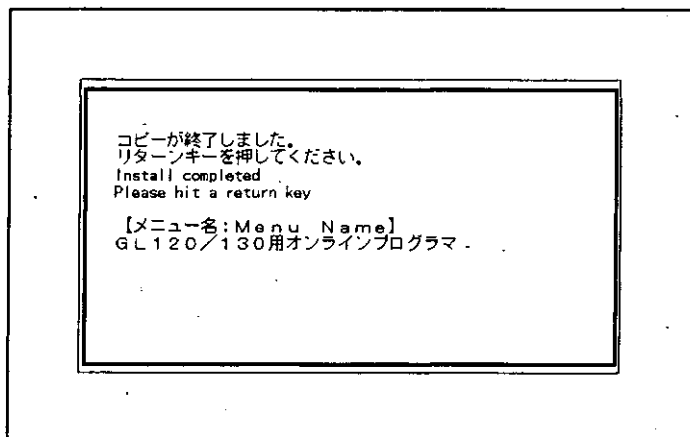 コピーが終了しました。
リターンキーを押してください。
Install completed
Please hit a return key
【メニュー名:Menu Name】
GL120/130用オンラインプログラマ